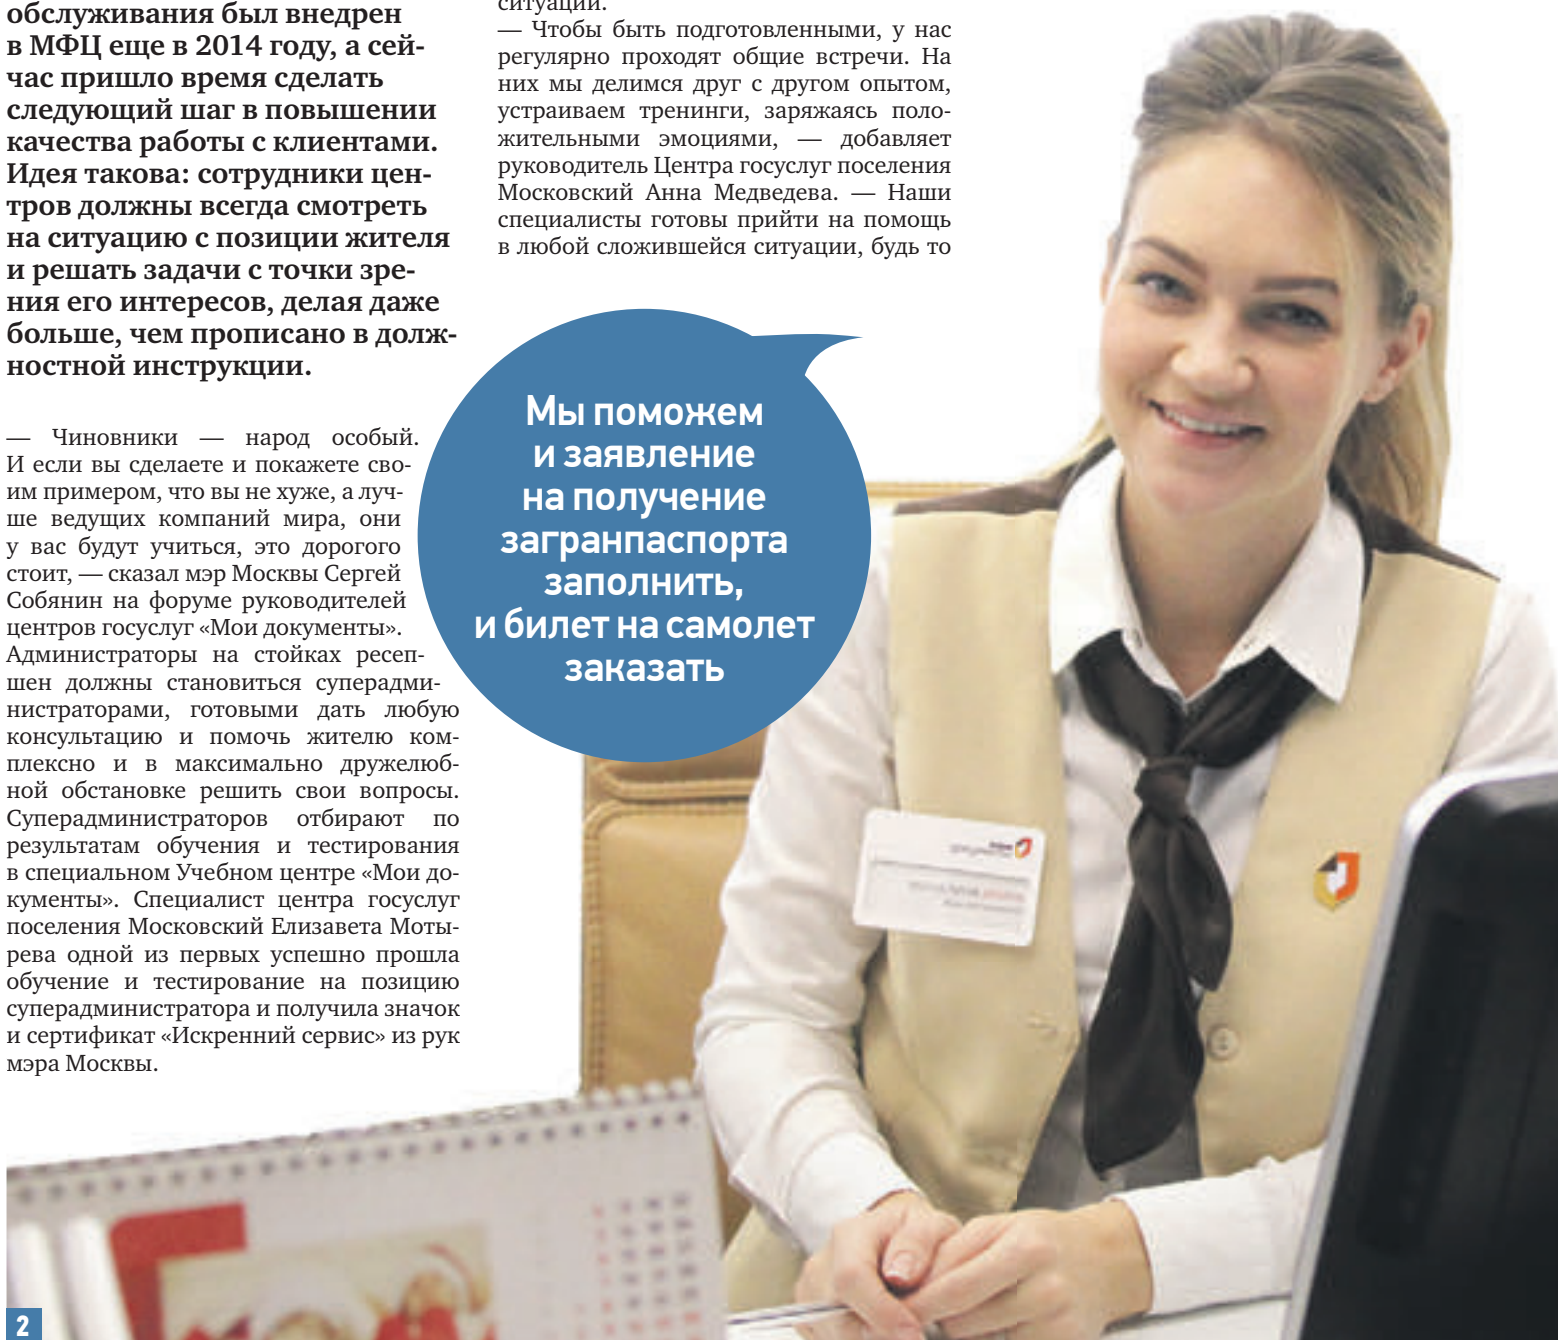 обслуживания был внедрен
в МФЦ еще в 2014 году, а сей-
час пришло время сделать
следующий шаг в повышении
качества работы с клиентами.
Идея такова: сотрудники цен-
тров должны всегда смотреть
на ситуацию с позиции жителя
и решать задачи с точки зре-
ния его интересов, делая даже
больше, чем прописано в долж-
ностной инструкции.
— Чиновники — народ особый.
И если вы сделаете и покажете сво-
им примером, что вы не хуже, а луч-
ше ведущих компаний мира, они
у вас будут учиться, это дорогого
стоит, — сказал мэр Москвы Сергей
Собянин на форуме руководителей
центров госуслуг «Мои документы».
Администраторы на стойках ресеп-
шен должны становиться суперадми-
нистраторами, готовыми дать любую
консультацию и помочь жителю ком-
плексно и в максимально дружелюб-
ной обстановке решить свои вопросы.
Суперадминистраторов отбирают по
результатам обучения и тестирования
в специальном Учебном центре «Мои до-
кументы». Специалист центра госуслуг
поселения Московский Елизавета Моты-
рева одной из первых успешно прошла
обучение и тестирование на позицию
суперадминистратора и получила значок
и сертификат «Искренний сервис» из рук
мэра Москвы.
ситуации.
— Чтобы быть подготовленными, у нас
регулярно проходят общие встречи. На
них мы делимся друг с другом опытом,
устраиваем тренинги, заряжаясь поло-
жительными эмоциями, — добавляет
руководитель Центра госуслуг поселения
Московский Анна Медведева. — Наши
специалисты готовы прийти на помощь
в любой сложившейся ситуации, будь то
Мы поможем
и заявление
на получение
загранпаспорта
заполнить,
и билет на самолет
заказать
2